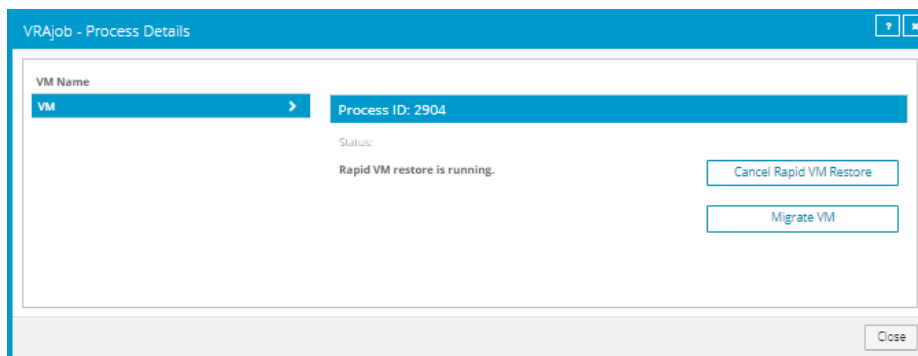 VRAjob - Process Details
?
VM Name
VM
Process ID: 2904
Status:
Rapid VM restore is running.
Cancel Rapid VM Restore
Migrate VM
Close